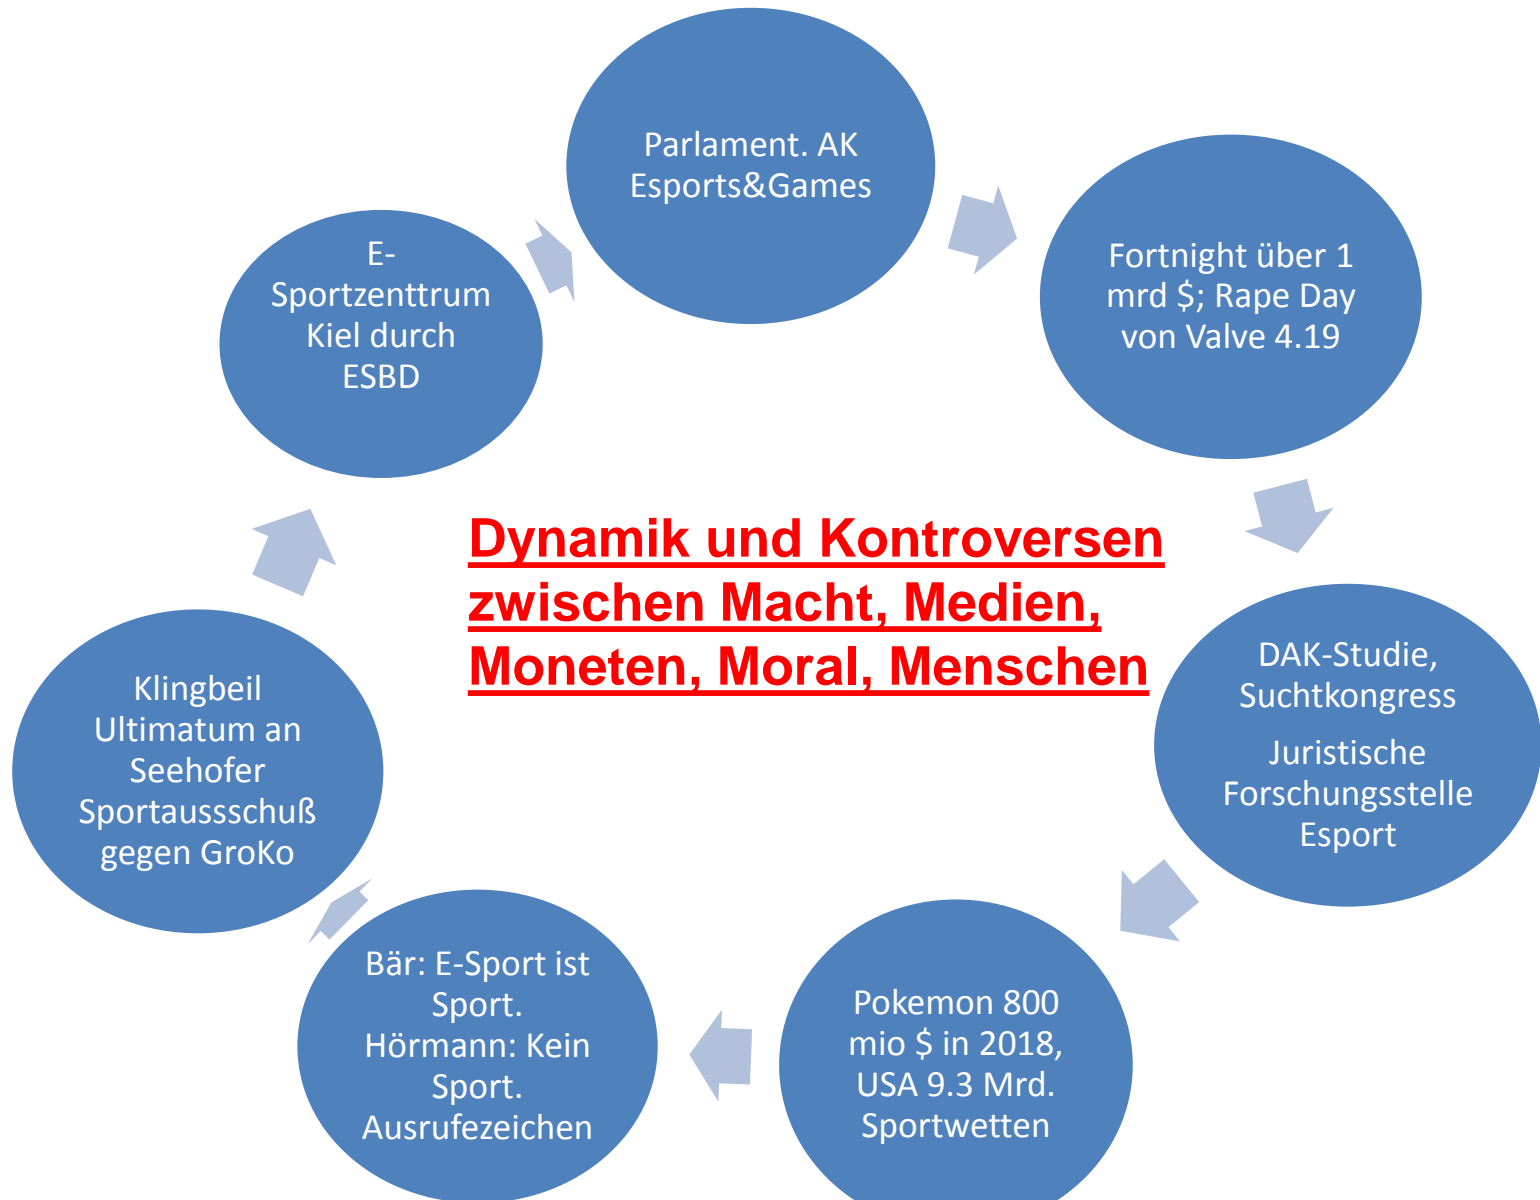 Parlament. AK
Esports&Games
Fortnight über 1
mrd $; Rape Day
von Valve 4.19
DAK-Studie,
Suchtkongress
Juristische
Forschungsstelle
Esport
Pokemon 800
mio $ in 2018,
USA 9.3 Mrd.
Sportwetten
Bär: E-Sport ist
Sport.
Hörmann: Kein
Sport.
Ausrufezeichen
Klingbeil
Ultimatum an
Seehofer
Sportaussschuß
gegen GroKo
E-
Sportzenttrum
Kiel durch
ESBD
Dynamik und Kontroversen
zwischen Macht, Medien,
Moneten, Moral, Menschen